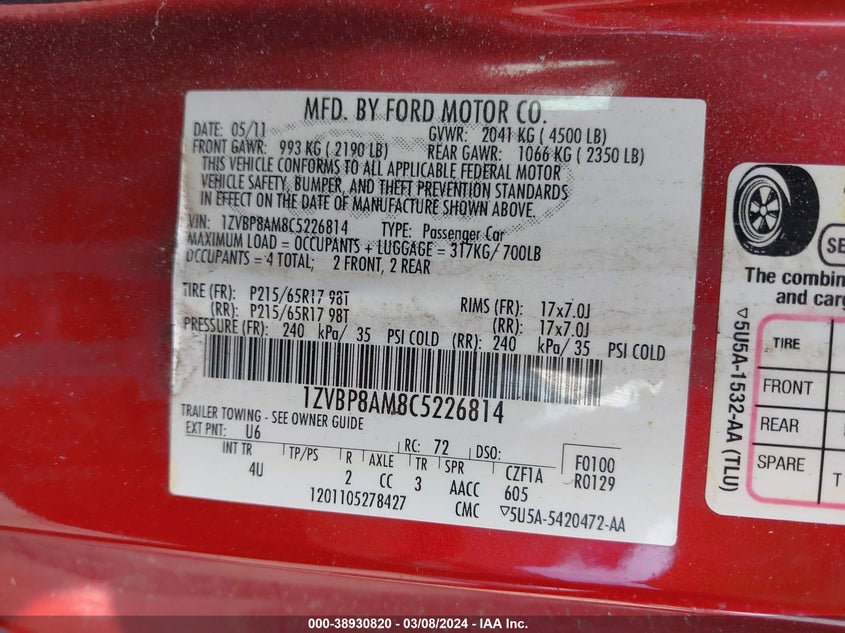 MFD. BY FORD MOTOR CO.
DATE: 05/11 GVWR: 2041 KG ( 4500 LB)
FRONT GAWR: 993 KG ( 2190 LB) REAR GAWR: 1066 KG ( 2350 LB)
THIS VEHICLE CONFORMS TO ALL APPLICABLE FEDERAL MOTOR
VEHICLE SAFETY, BUMPER, AND THEFT PREVENTION STANDARDS
IN EFFECT ON THE DATE OF MANUFACTURE SHOWN ABOVE.
VIN: 1ZVBP8AM8C5226814 TYPE: Passenger Car
MAXIMUM LOAD = OCCUPANTS + LUGGAGE = 317KG/700LB
OCCUPANTS = 4 TOTAL; 2 FRONT, 2 REAR
TIRE (FR): P215/65R17 98T RIMS (FR): 17x7.0J
(RR): P215/65R17 98T (RR): 17x7.0J
PRESSURE (FR): 240 kPa/ 35 PSI COLD (RR): 240 kPa/ 35 PSI COLD
1ZVBP8AM8C5226814
TRAILER TOWING - SEE OWNER GUIDE
EXT PNT: U6 RC: 72 DSO: F0100
INT TR TP/PS R AXLE TR SPR CZF1A R0129
4U 2 CC 3 AACC 605
1201105278427 CMC ▽5U5A-5420472-AA
SE
The combin
and carg
TIRE
FRONT
REAR
SPARE T
▽5U5A-1532-AA (TLU)
000-38930820 - 03/08/2024 - IAA Inc.